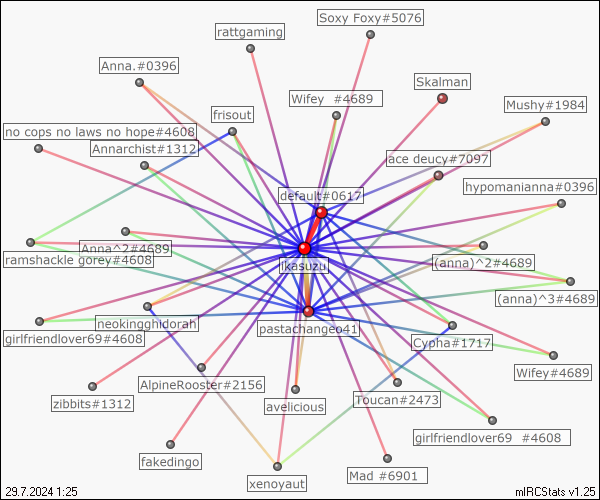 Soxy Foxy#5076
rattgaming
Anna.#0396
Skalman
Wifey  #4689
Mushy#1984
frisout
no cops no laws no hope#4608
Annarchist#1312
ace deucy#7097
hypomanianna#0396
default#0617
Anna^2#4689
ramshackle gorey#4608
ikasuzu
(anna)^2#4689
(anna)^3#4689
neokingghidorah
pastachangeo41
girlfriendlover69#4608
Cypha#1717
Wifey#4689
AlpineRooster#2156
zibbits#1312
avelicious
Toucan#2473
girlfriendlover69  #4608
fakedingo
xenoyaut
Mad #6901
29.7.2024 1:25
mIRCStats v1.25